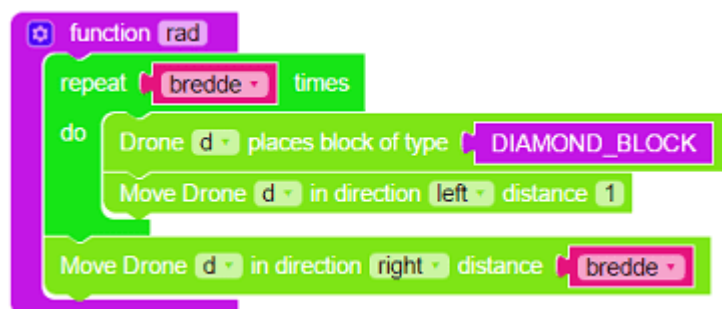 function rad
repeat bredde times
do Drone d places block of type DIAMOND_BLOCK
Move Drone d in direction left distance 1
Move Drone d in direction right distance bredde